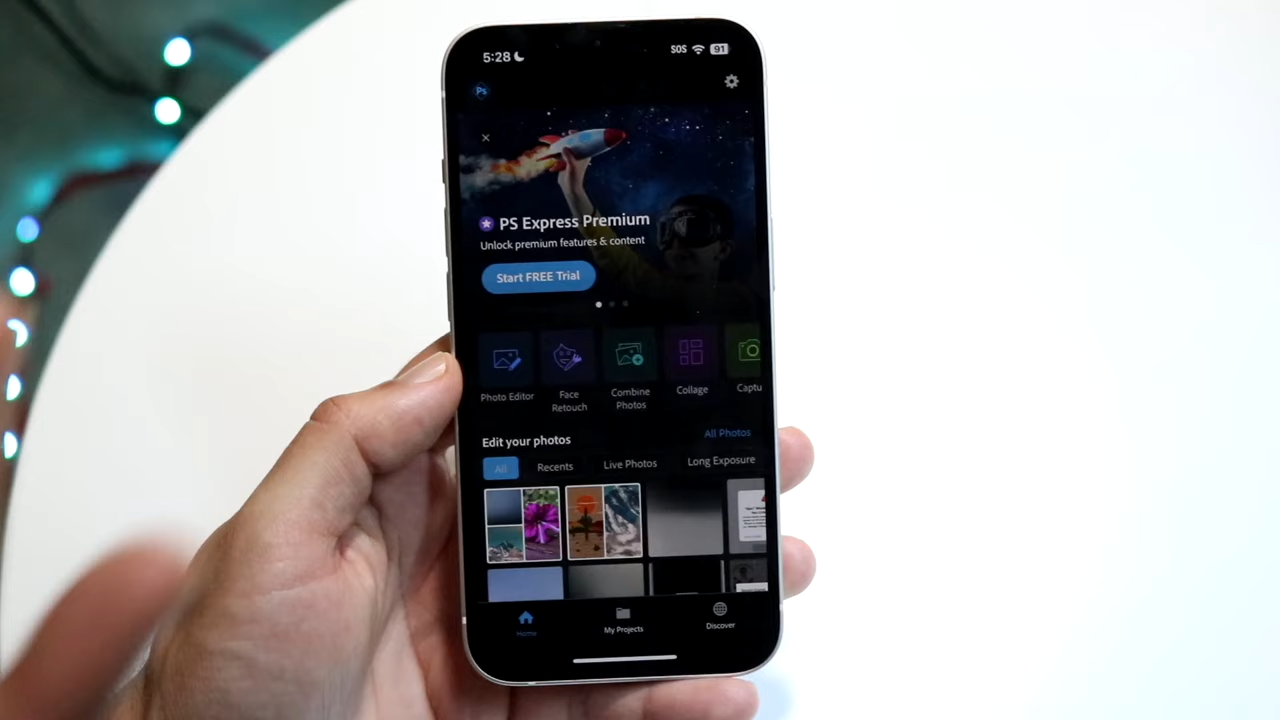 5:28
SOS 91
Ps
PS Express Premium
Unlock premium features & content
Start FREE Trial
Photo Editor
Face
Retouch
Combine
Photos
Collage
Captu
Edit your photos
All Photos
All
Recents
Live Photos
Long Exposure
Home
My Projects
Discover